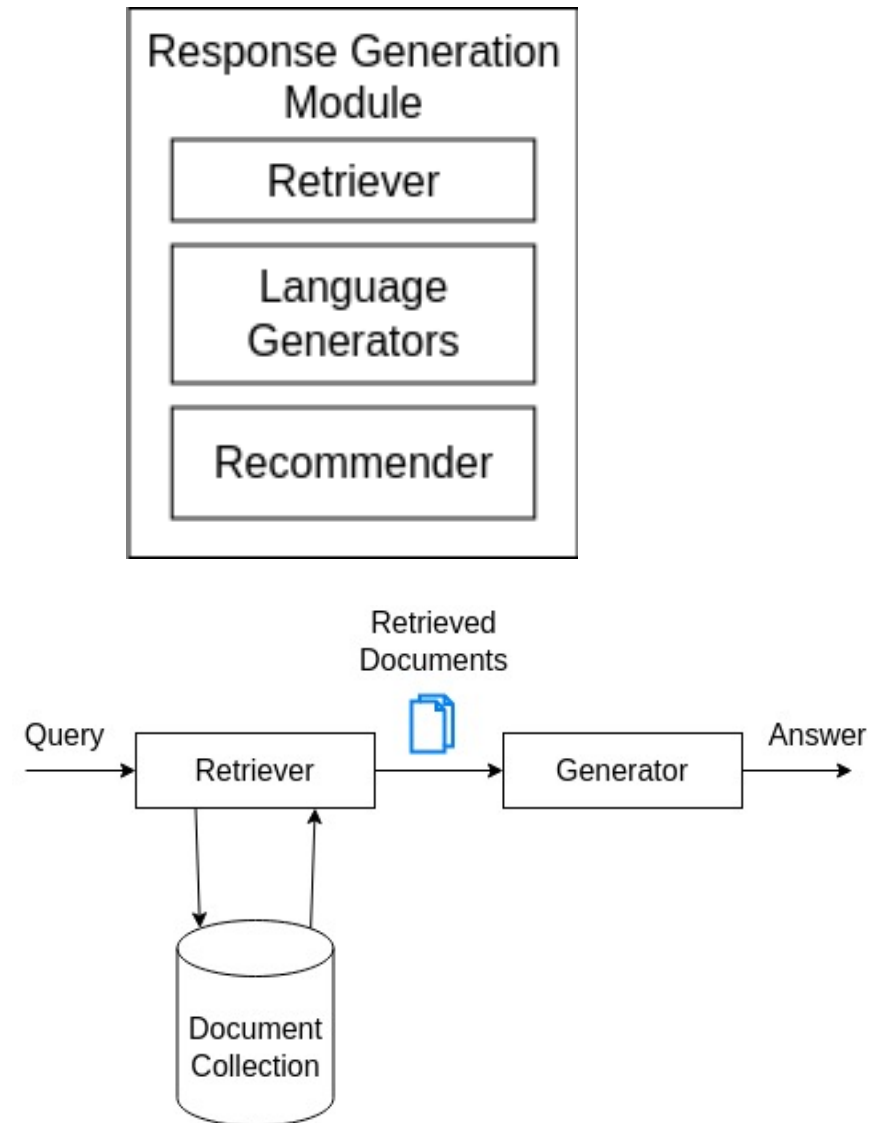 Response Generation
Module
Retriever
Language
Generators
Recommender
Retrieved
Documents
Query
Retriever
Generator
Answer
Document
Collection